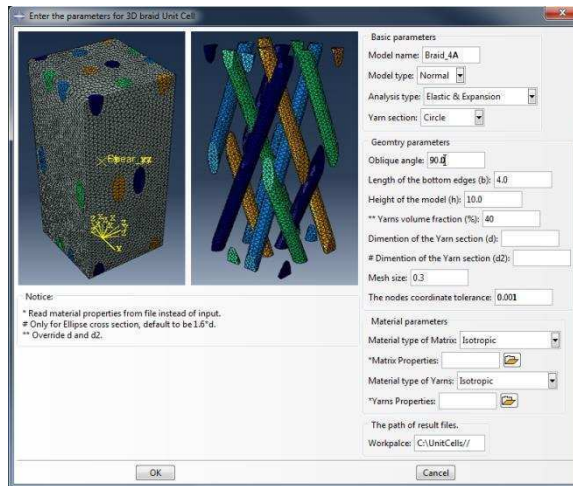 Enter the parameters for 3D braid Unit Cell
Basic parameters
Model name: Braid_4A
Model type: Normal
Analysis type: Elastic & Expansion
Yarn section: Circle
Geomtry parameters
Oblique angle: 90.0
Length of the bottom edges (b): 4.0
Height of the model (h): 10.0
** Yarns volume fraction (%): 40
Dimention of the Yarn section (d):
# Dimention of the Yarn section (d2):
Mesh size: 0.3
The nodes coordinate tolerance: 0.001
Notice:
* Read material properties from file instead of input.
# Only for Ellipse cross section, default to be 1.6*d.
** Override d and d2.
Material parameters
Material type of Matrix: Isotropic
*Matrix Properties:
Material type of Yarns: Isotropic
*Yarns Properties:
The path of result files.
Workpalce: C:\UnitCells//
OK
Cancel